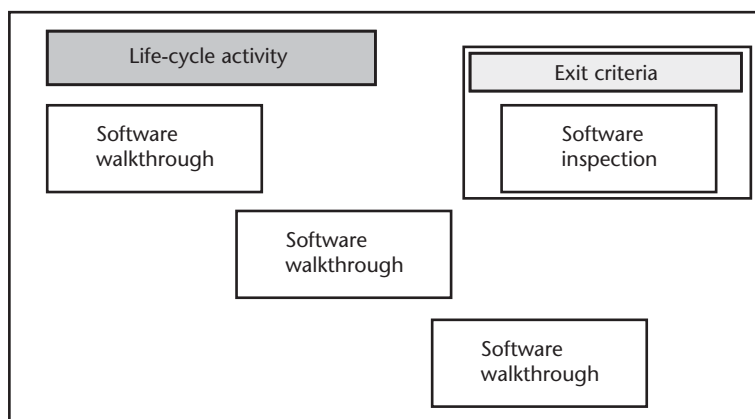 Life-cycle activity
Exit criteria
Software
walkthrough
Software
inspection
Software
walkthrough
Software
walkthrough